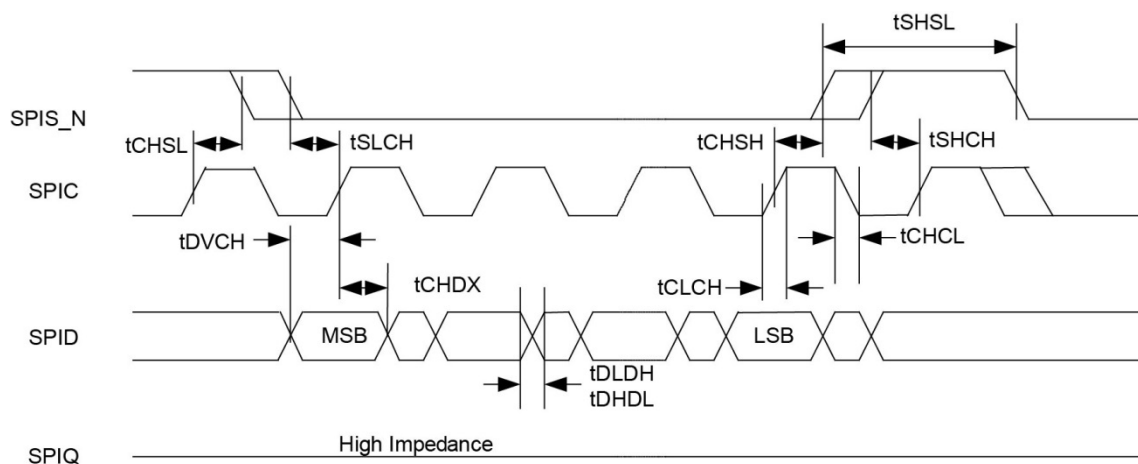 tSHSL
SPIS_N
tCHSL
tSLCH
tCHSH
tSHCH
SPIC
tDVCH
tCHCL
tCHDX
tCLCH
SPID
MSB
LSB
tDLDH
tDHDL
High Impedance
SPIQ